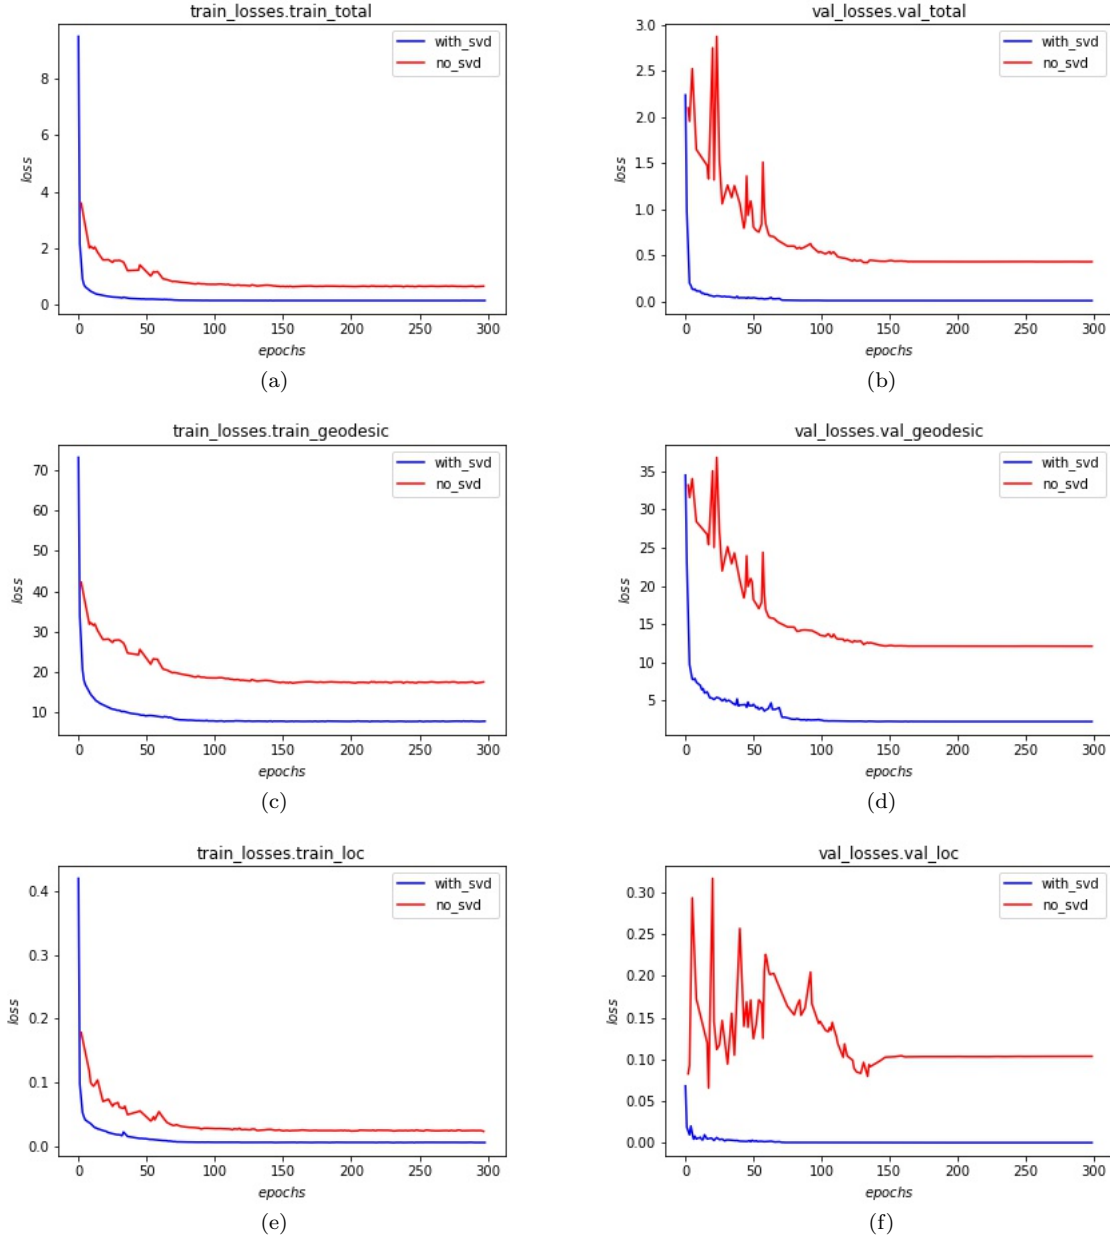 train_losses.train_total
with_svd
no_svd
8
6
4
2
0
loss
0 50 100 150 200 250 300
epochs
(a)
val_losses.val_total
with_svd
no_svd
3.0
2.5
2.0
1.5
1.0
0.5
0.0
loss
0 50 100 150 200 250 300
epochs
(b)
train_losses.train_geodesic
with_svd
no_svd
70
60
50
40
30
20
10
loss
0 50 100 150 200 250 300
epochs
(c)
val_losses.val_geodesic
with_svd
no_svd
35
30
25
20
15
10
5
loss
0 50 100 150 200 250 300
epochs
(d)
train_losses.train_loc
with_svd
no_svd
0.4
0.3
0.2
0.1
0.0
loss
0 50 100 150 200 250 300
epochs
(e)
val_losses.val_loc
with_svd
no_svd
0.30
0.25
0.20
0.15
0.10
0.05
0.00
loss
0 50 100 150 200 250 300
epochs
(f)